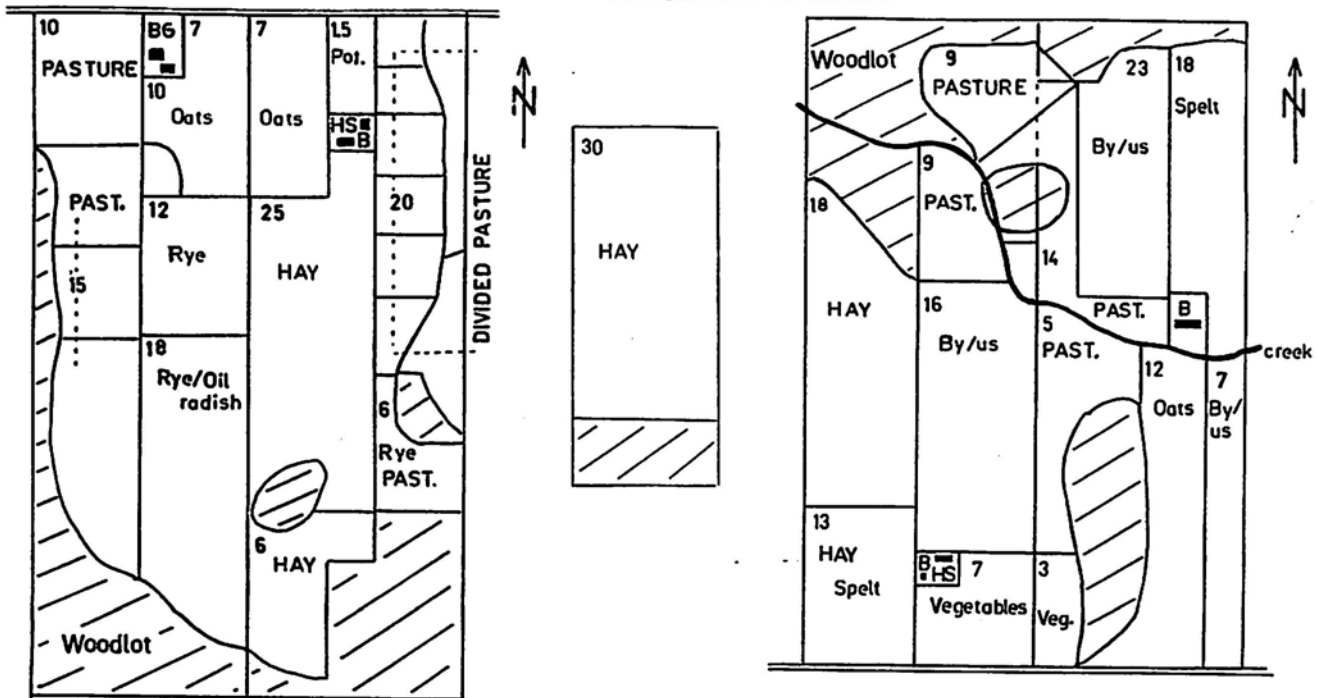 10
PASTURE
BG
7
10
Oats
7
Oats
1.5
Pot.
HS
B
N
PAST.
15
12
Rye
25
HAY
20
DIVIDED PASTURE
18
Rye/Oil
radish
6
Rye
PAST.
6
HAY
Woodlot
30
HAY
Woodlot
9
PASTURE
23
By/us
18
Spelt
N
9
PAST.
18
HAY
14
PAST.
B
creek
16
By/us
5
PAST.
12
Oats
7
By/
us
13
HAY
Spelt
B
HS
7
Vegetables
3
Veg.